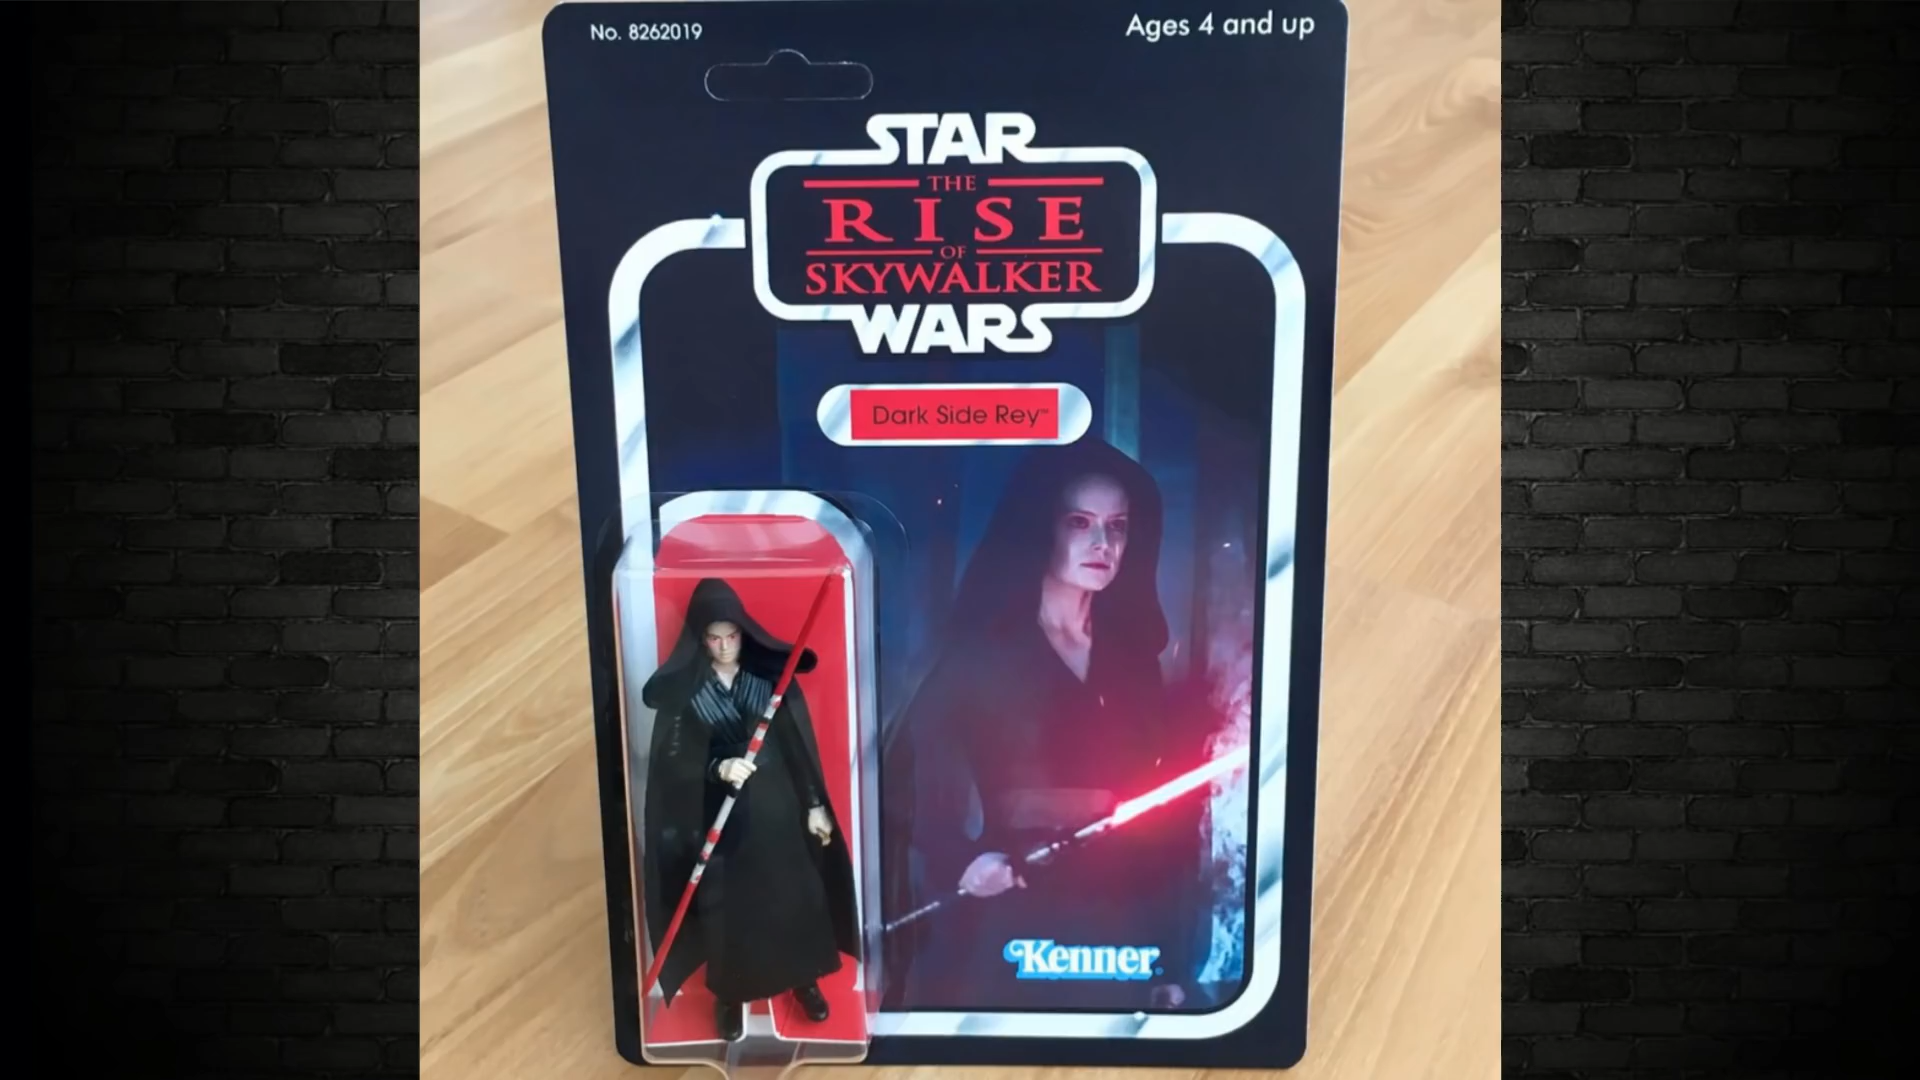 No. 8262019
Ages 4 and up
STAR
THE
RISE
OF
SKYWALKER
WARS
Dark Side Rey™
Kenner